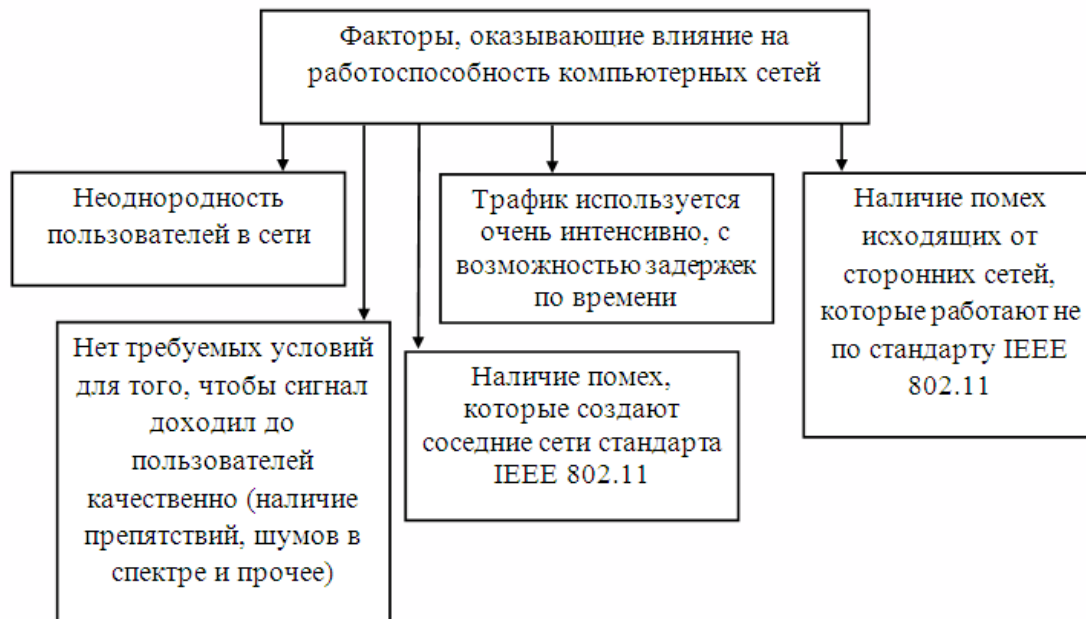 Факторы, оказывающие влияние на
работоспособность компьютерных сетей
Неоднородность
пользователей в сети
Нет требуемых условий
для того, чтобы сигнал
доходил до
пользователей
качественно (наличие
препятствий, шумов в
спектре и прочее)
Наличие помех,
которые создают
соседние сети стандарта
IEEE 802.11
Трафик используется
очень интенсивно, с
возможностью задержек
по времени
Наличие помех
исходящих от
сторонних сетей,
которые работают не
по стандарту IEEE
802.11